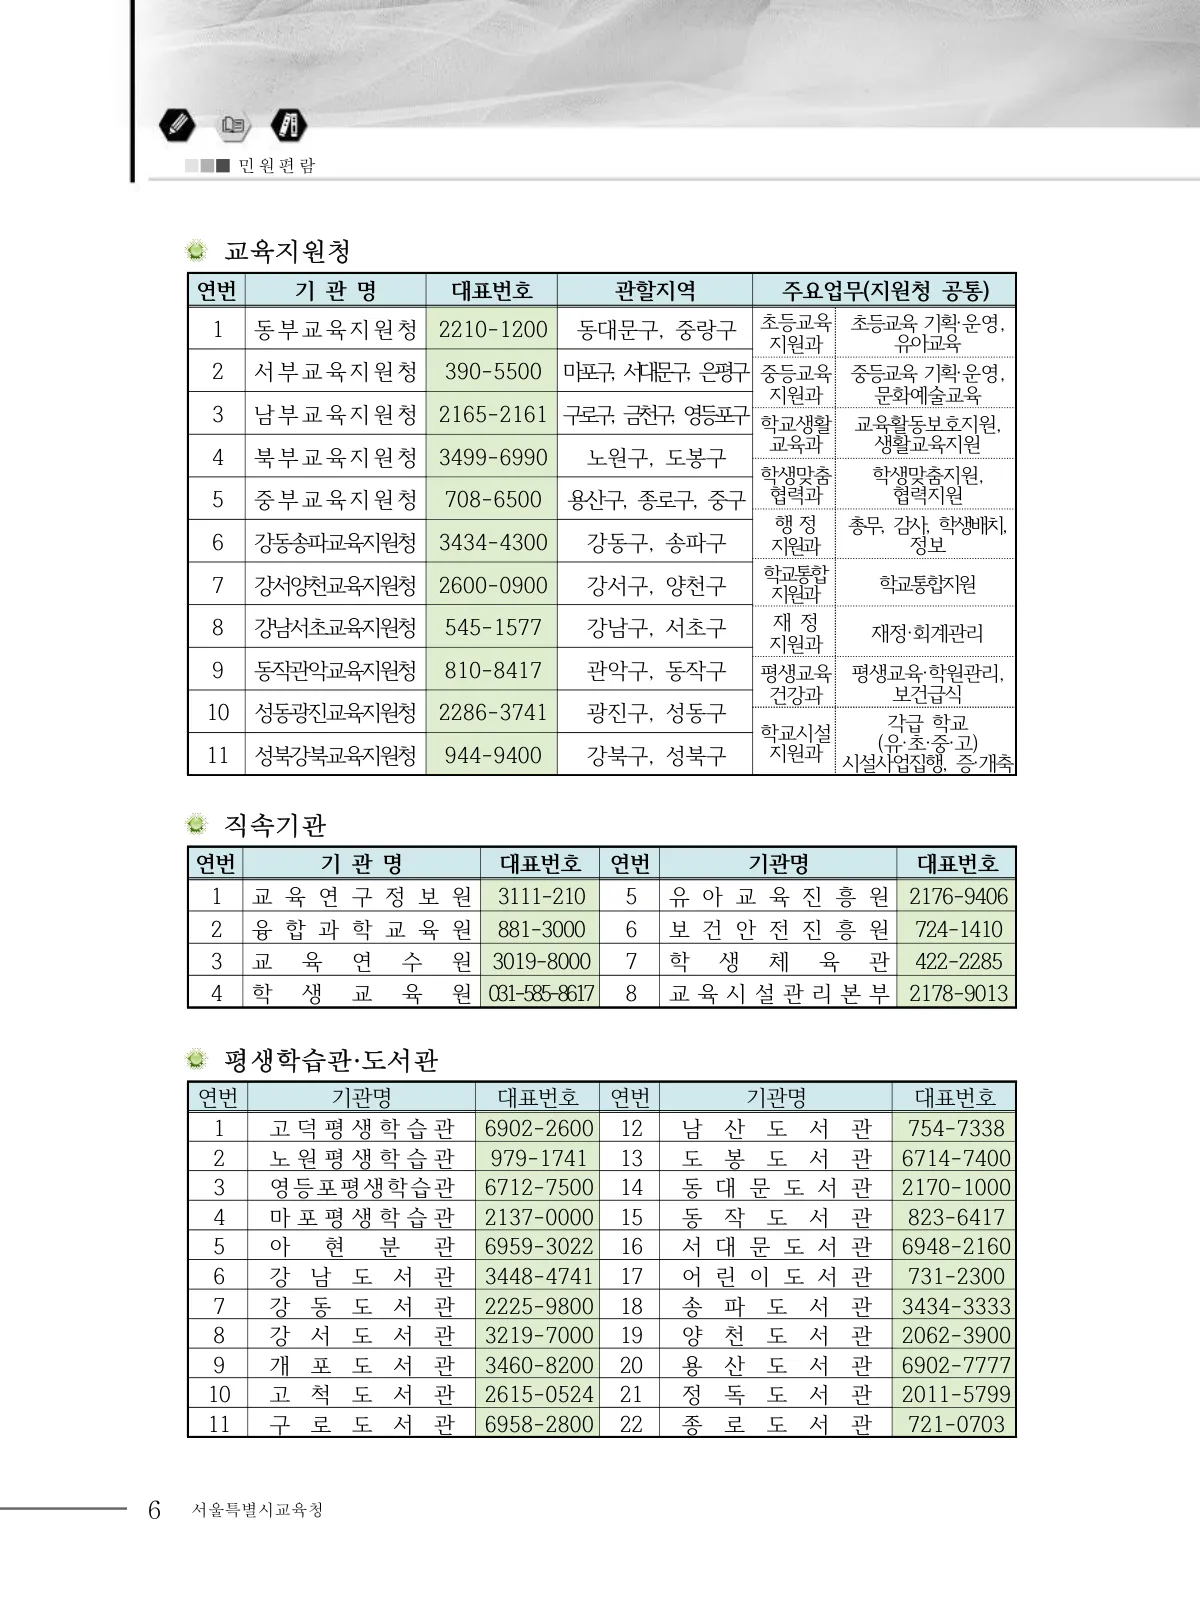 민원편람
교육지원청
연번 기 관 명 대표번호 관할지역 주요업무(지원청 공통)
1 동부교육지원청 2210-1200 동대문구, 중랑구
2 서부교육지원청 390-5500 마포구, 서대문구, 은평구
3 남부교육지원청 2165-2161 구로구, 금천구, 영등포구
4 북부교육지원청 3499-6990 노원구, 도봉구
5 중부교육지원청 708-6500 용산구, 종로구, 중구
6 강동송파교육지원청 3434-4300 강동구, 송파구
7 강서양천교육지원청 2600-0900 강서구, 양천구
8 강남서초교육지원청 545-1577 강남구, 서초구
9 동작관악교육지원청 810-8417 관악구, 동작구
10 성동광진교육지원청 2286-3741 광진구, 성동구
11 성북강북교육지원청 944-9400 강북구, 성북구
초등교육 초등교육 기획·운영,
지원과 유아교육
중등교육 중등교육 기획·운영,
지원과 문화예술교육
학교생활 교육활동보호지원,
교육과 생활교육지원
학생맞춤 학생맞춤지원,
협력과 협력지원
행 정 총무, 감사, 학생배치,
지원과 정보
학교통합
지원과 학교통합지원
재 정
지원과 재정·회계관리
평생교육 평생교육·학원관리,
건강과 보건급식
학교시설 각급 학교
지원과 (유·초·중·고)
시설사업집행, 증·개축
직속기관
연번 기 관 명 대표번호 연번 기관명 대표번호
1 교육연구정보원 3111-210 5 유아교육진흥원 2176-9406
2 융합과학교육원 881-3000 6 보건안전진흥원 724-1410
3 교육연수원 3019-8000 7 학생체육관 422-2285
4 학생교육원 031-585-8617 8 교육시설관리본부 2178-9013
평생학습관·도서관
연번 기관명 대표번호 연번 기관명 대표번호
1 고덕평생학습관 6902-2600 12 남산도서관 754-7338
2 노원평생학습관 979-1741 13 도봉도서관 6714-7400
3 영등포평생학습관 6712-7500 14 동대문도서관 2170-1000
4 마포평생학습관 2137-0000 15 동작도서관 823-6417
5 아현분관 6959-3022 16 서대문도서관 6948-2160
6 강남도서관 3448-4741 17 어린이도서관 731-2300
7 강동도서관 2225-9800 18 송파도서관 3434-3333
8 강서도서관 3219-7000 19 양천도서관 2062-3900
9 개포도서관 3460-8200 20 용산도서관 6902-7777
10 고척도서관 2615-0524 21 정독도서관 2011-5799
11 구로도서관 6958-2800 22 종로도서관 721-0703
6 서울특별시교육청